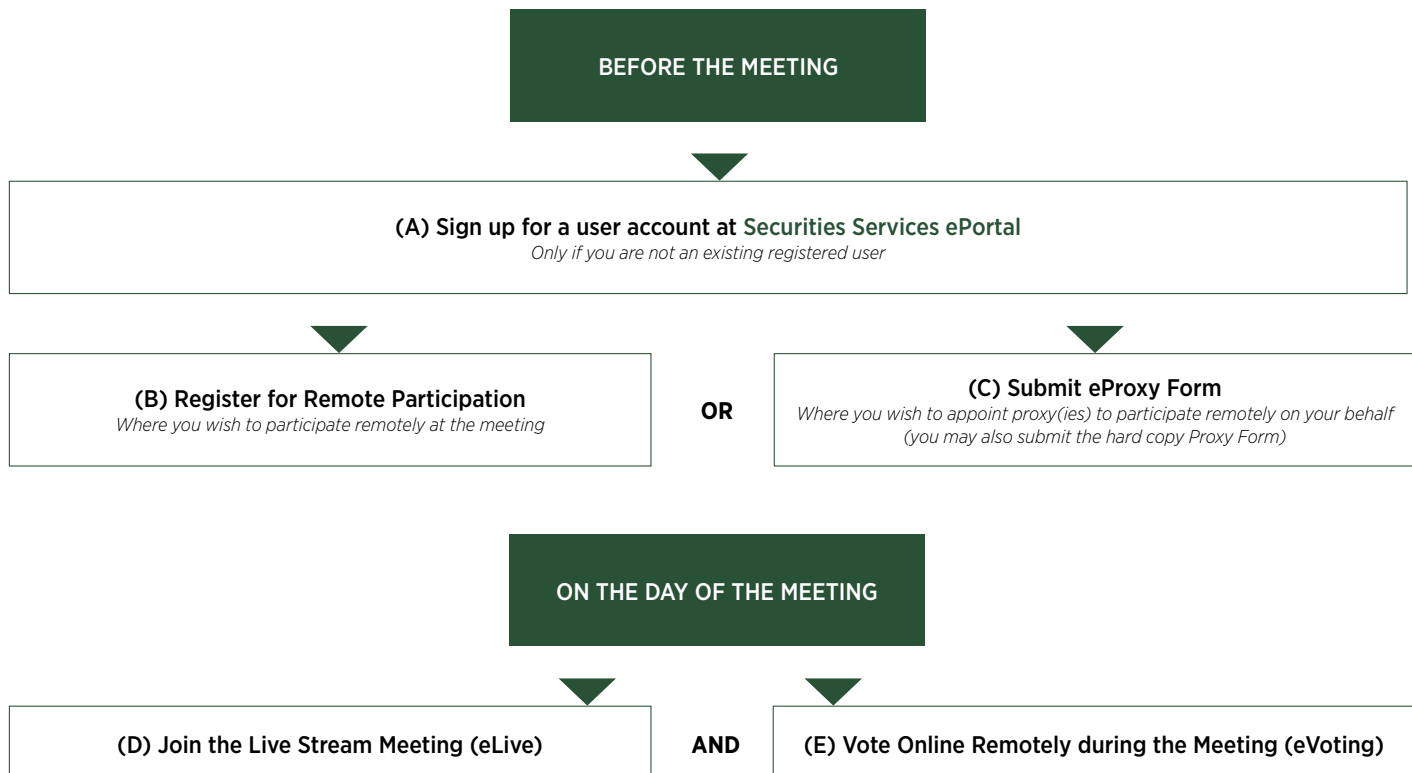 BEFORE THE MEETING
(A) Sign up for a user account at Securities Services ePortal
Only if you are not an existing registered user
(B) Register for Remote Participation
Where you wish to participate remotely at the meeting
OR
(C) Submit eProxy Form
Where you wish to appoint proxy(ies) to participate remotely on your behalf
(you may also submit the hard copy Proxy Form)
ON THE DAY OF THE MEETING
(D) Join the Live Stream Meeting (eLive)
AND
(E) Vote Online Remotely during the Meeting (eVoting)